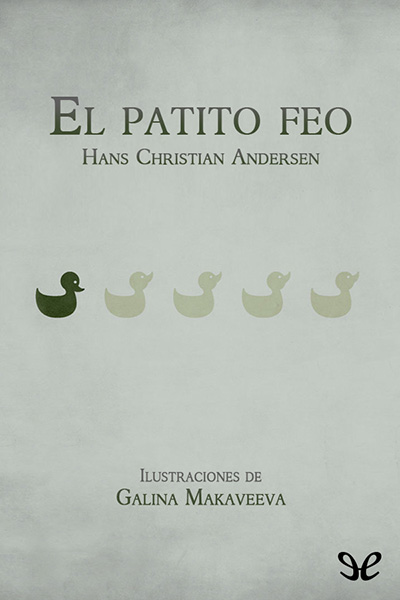 El patito feo
Hans Christian Andersen
Ilustraciones de
Galina Makaveeva